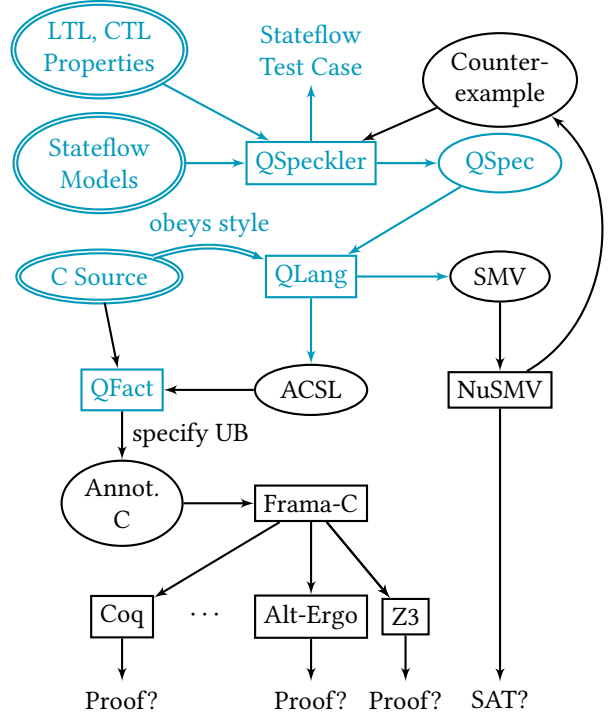 LTL, CTL
Properties
Stateflow
Test Case
Counter-
example
Stateflow
Models
QSpeckler
QSpec
obeys style
C Source
QLang
SMV
QFact
ACSL
NuSMV
specify UB
Annot.
C
Frama-C
Coq
· · ·
Alt-Ergo
Z3
Proof?
Proof?
Proof?
SAT?